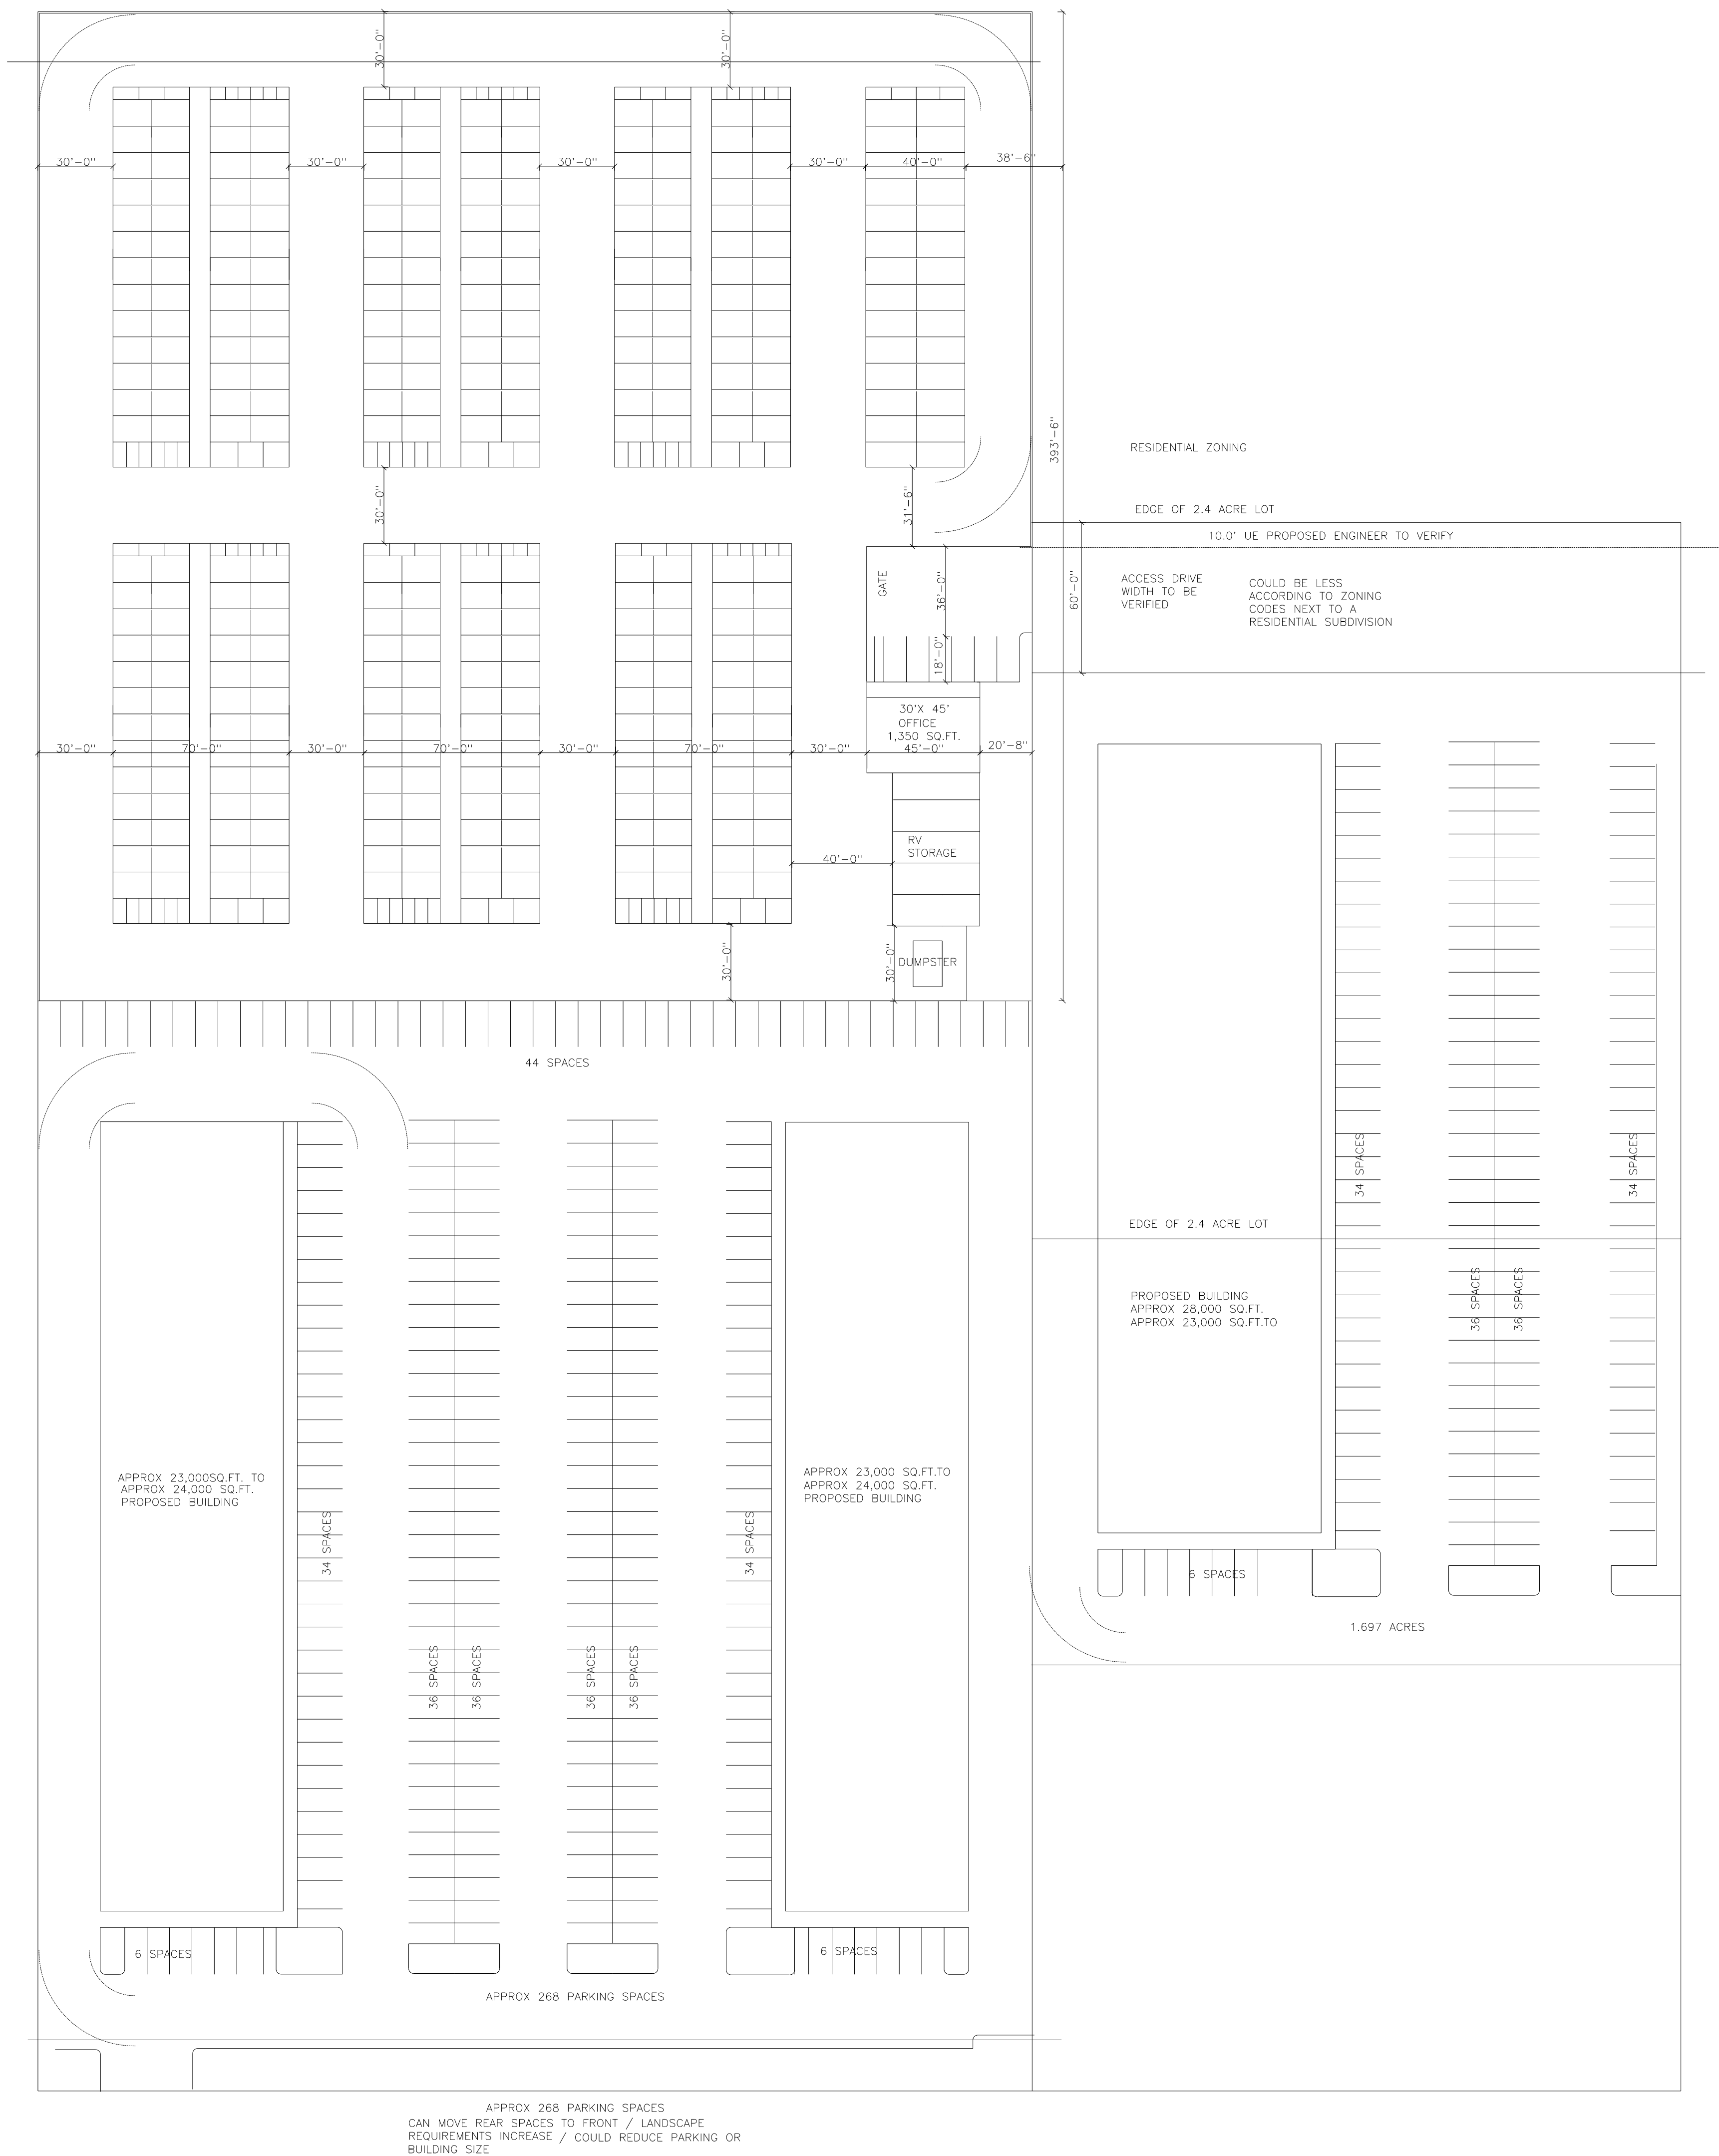 30'-0"
30'-0"
30'-0"
30'-0"
30'-0"
30'-0"
40'-0"
38'-6"
393'-6"
RESIDENTIAL ZONING
30'-0"
31'-6"
EDGE OF 2.4 ACRE LOT
10.0' UE PROPOSED ENGINEER TO VERIFY
GATE
36'-0"
60'-0"
ACCESS DRIVE
WIDTH TO BE
VERIFIED
COULD BE LESS
ACCORDING TO ZONING
CODES NEXT TO A
RESIDENTIAL SUBDIVISION
18'-0"
30'X 45'
OFFICE
1,350 SQ.FT.
30'-0"
70'-0"
30'-0"
70'-0"
30'-0"
70'-0"
30'-0"
45'-0"
20'-8"
RV
STORAGE
40'-0"
30'-0"
30'-0"
DUMPSTER
44 SPACES
34 SPACES
34 SPACES
EDGE OF 2.4 ACRE LOT
PROPOSED BUILDING
APPROX 28,000 SQ.FT.
APPROX 23,000 SQ.FT.TO
36 SPACES
36 SPACES
APPROX 23,000SQ.FT. TO
APPROX 24,000 SQ.FT.
PROPOSED BUILDING
APPROX 23,000 SQ.FT.TO
APPROX 24,000 SQ.FT.
PROPOSED BUILDING
34 SPACES
34 SPACES
6 SPACES
1.697 ACRES
36 SPACES
36 SPACES
36 SPACES
36 SPACES
6 SPACES
6 SPACES
APPROX 268 PARKING SPACES
APPROX 268 PARKING SPACES
CAN MOVE REAR SPACES TO FRONT / LANDSCAPE
REQUIREMENTS INCREASE / COULD REDUCE PARKING OR
BUILDING SIZE